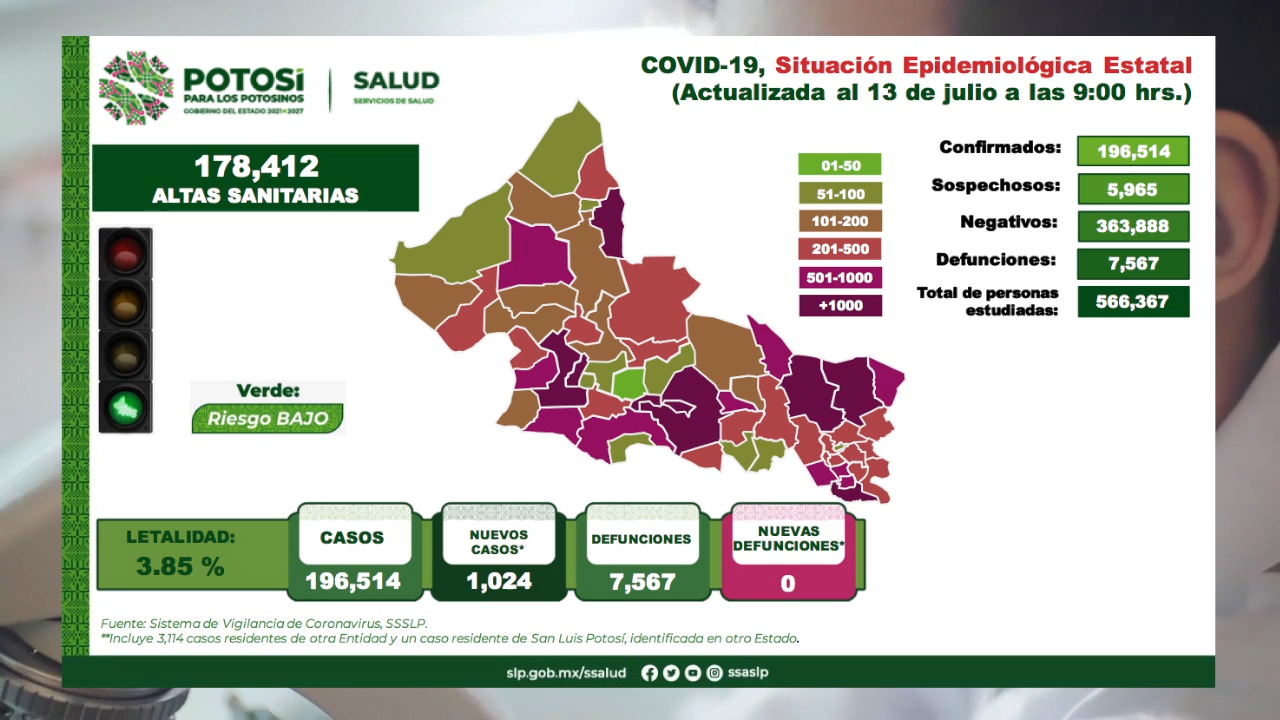 POTOSÍ
PARA LOS POTOSINOS
GOBIERNO DEL ESTADO 2021-2027
SALUD
SERVICIOS DE SALUD
COVID-19, Situación Epidemiológica Estatal
(Actualizada al 13 de julio a las 9:00 hrs.)
178,412
ALTAS SANITARIAS
Verde:
Riesgo BAJO
01-50
51-100
101-200
201-500
501-1000
+1000
Confirmados: 196,514
Sospechosos: 5,965
Negativos: 363,888
Defunciones: 7,567
Total de personas
estudiadas: 566,367
LETALIDAD:
3.85 %
CASOS
196,514
NUEVOS
CASOS*
1,024
DEFUNCIONES
7,567
NUEVAS
DEFUNCIONES*
0
Fuente: Sistema de Vigilancia de Coronavirus, SSSLP.
**Incluye 3,114 casos residentes de otra Entidad y un caso residente de San Luis Potosí, identificada en otro Estado.
slp.gob.mx/ssalud ssaslp